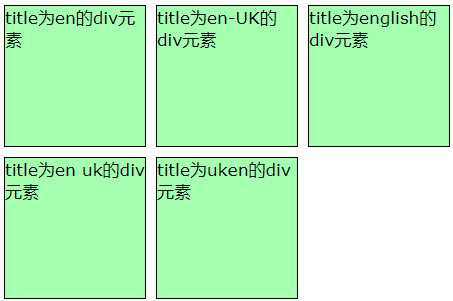 title为en的div元
素
title为en-UK的
div元素
title为english的
div元素
title为en uk的div
元素
title为uken的div
元素